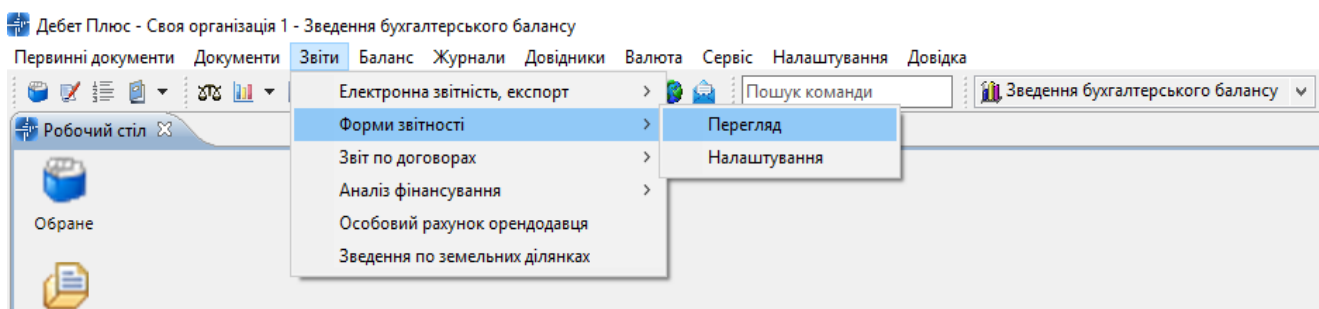 Дебет Плюс - Своя організація 1 - Зведення бухгалтерського балансу
Первинні документи Документи Звіти Баланс Журнали Довідники Валюта Сервіс Налаштування Довідка
Пошук команди Зведення бухгалтерського балансу
Робочий стіл
Електронна звітність, експорт
Форми звітності
Звіт по договорах
Аналіз фінансування
Особовий рахунок орендодавця
Зведення по земельних ділянках
Перегляд
Налаштування
Обране